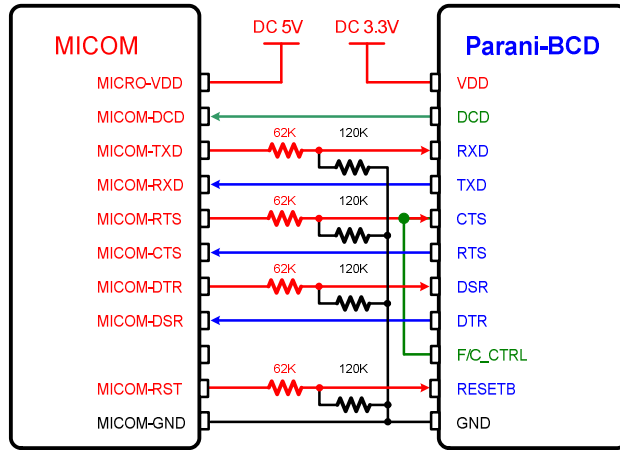 DC 5V DC 3.3V
MICOM Parani-BCD
MICRO-VDD VDD
MICOM-DCD DCD
62K 120K
MICOM-TXD RXD
MICOM-RXD TXD
62K 120K
MICOM-RTS CTS
MICOM-CTS RTS
62K 120K
MICOM-DTR DSR
MICOM-DSR DTR
F/C_CTRL
62K 120K
MICOM-RST RESETB
MICOM-GND GND